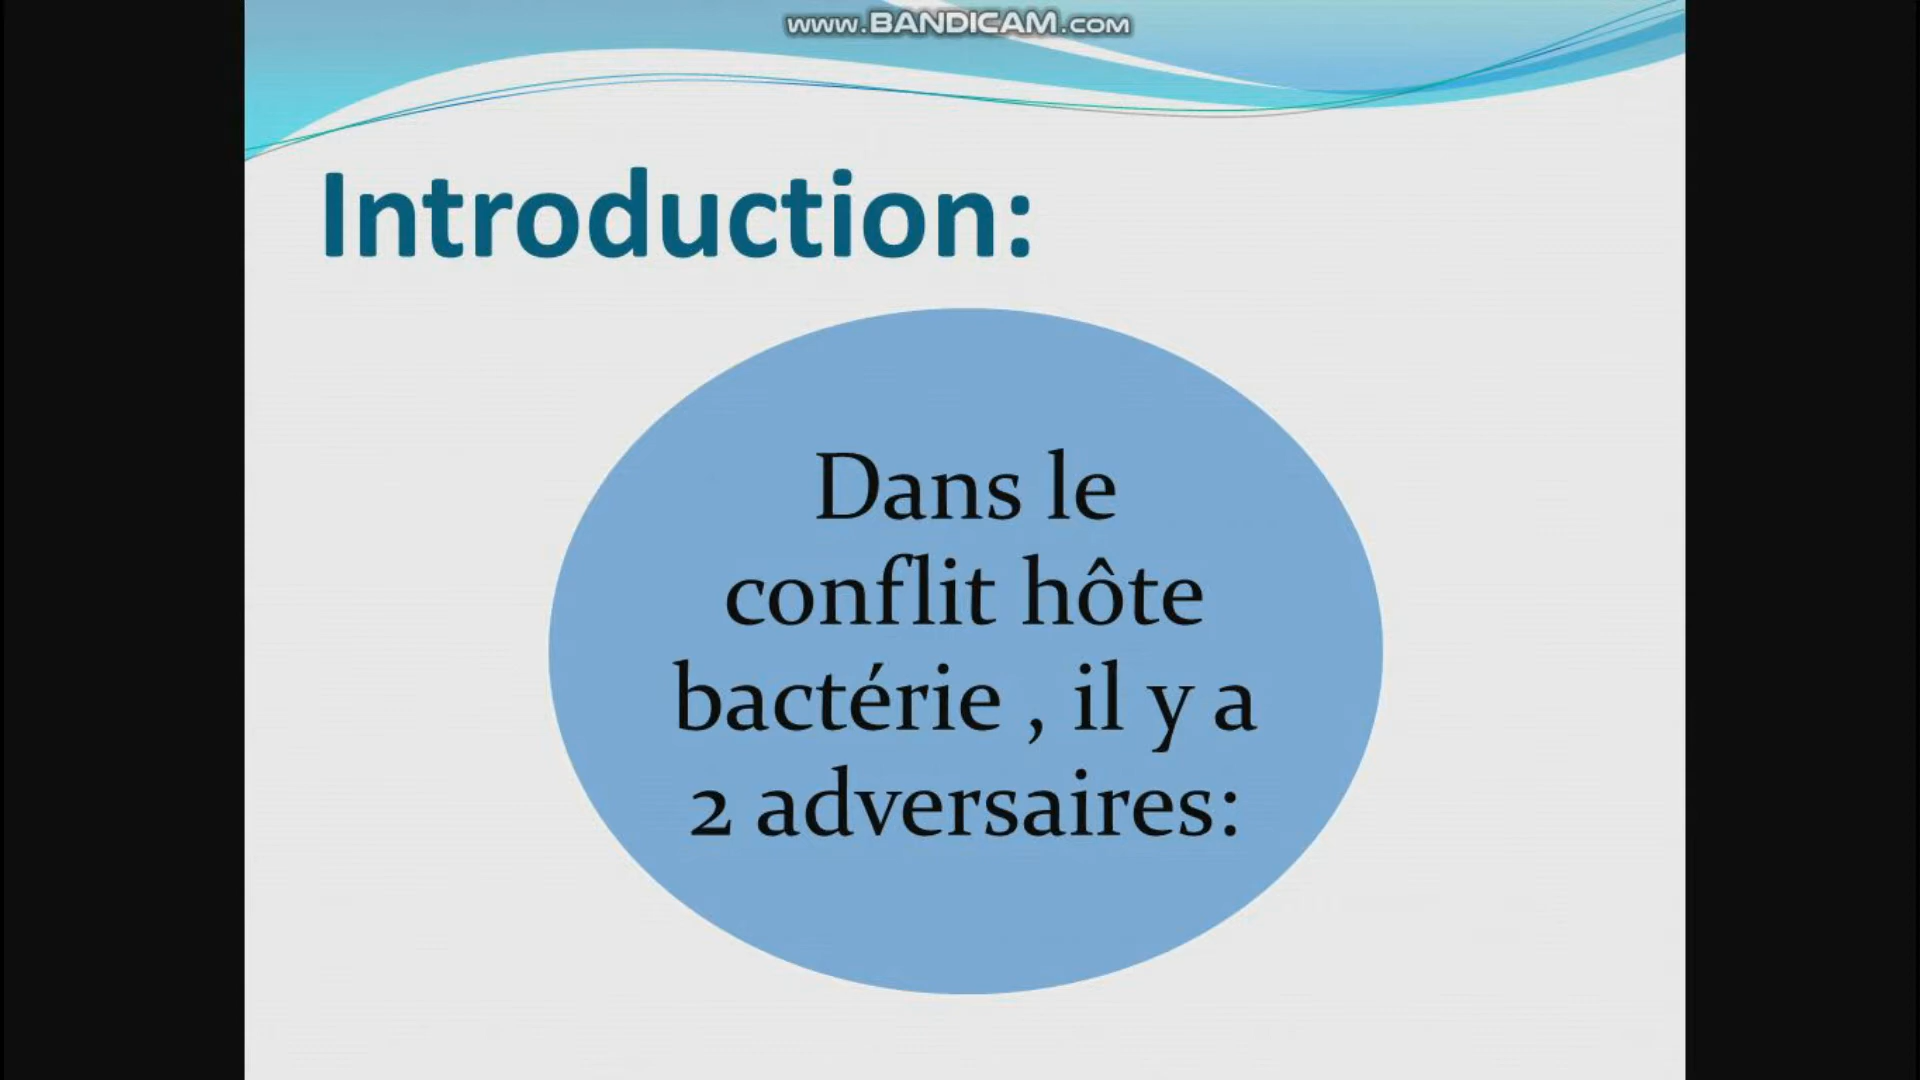 www.BANDICAM.com
Introduction:
Dans le
conflit hôte
bactérie , il y a
2 adversaires: